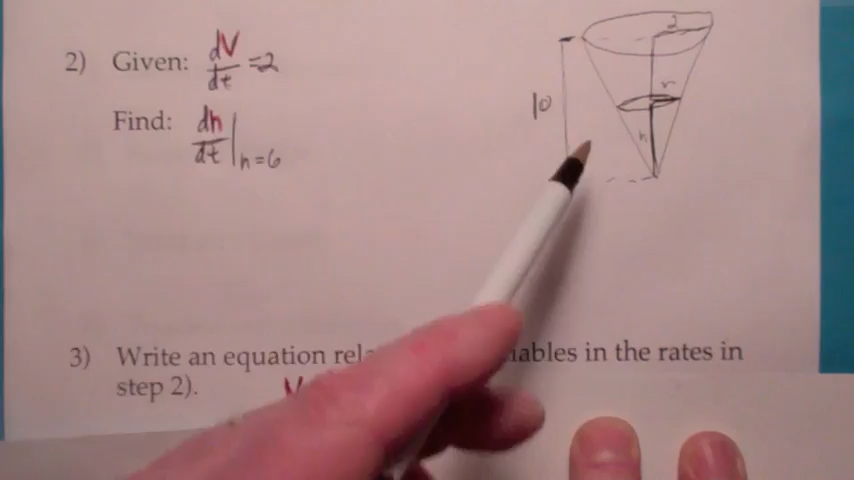 2) Given: dV/dt = 2
Find: dh/dt | h=6
2
r
10
h
3) Write an equation rel ables in the rates in
step 2). V